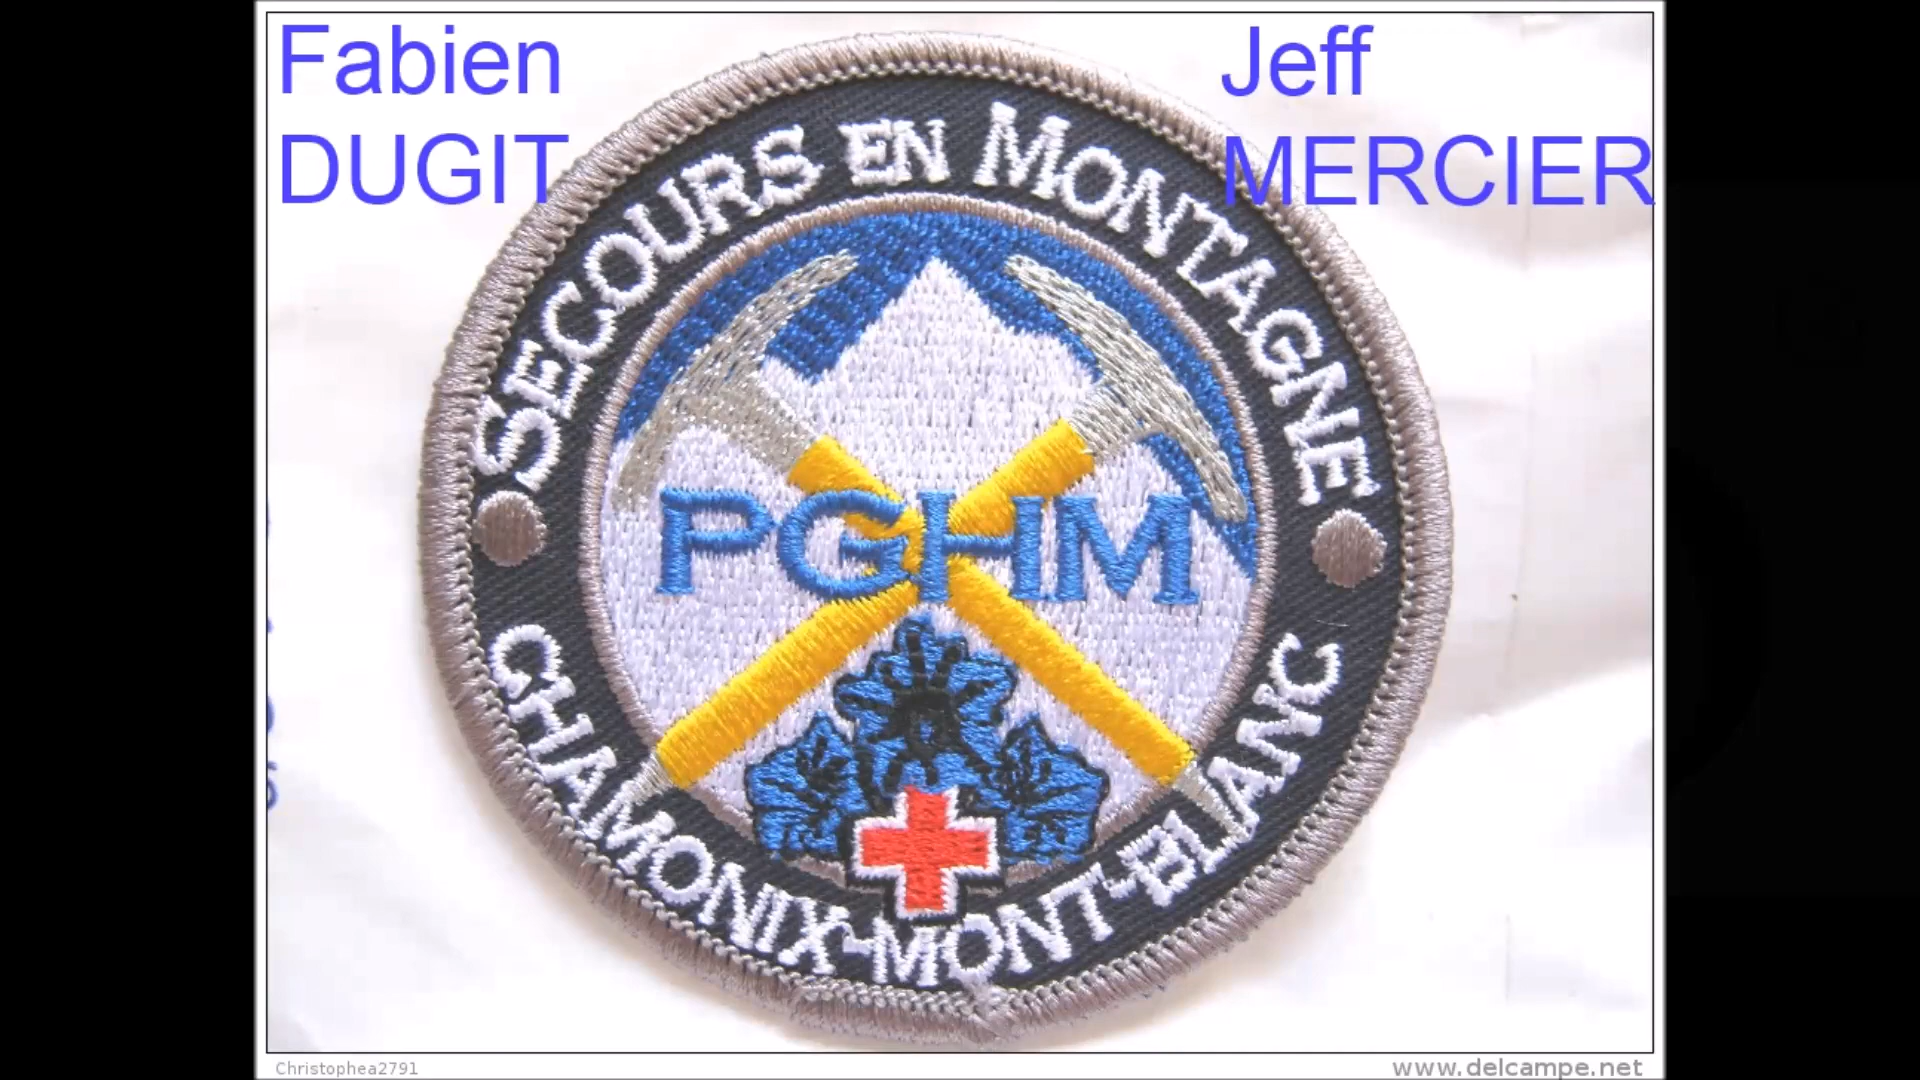 Fabien
DUGIT
Jeff
MERCIER
SECOURS EN MONTAGNE
PGHM
CHAMONIX-MONT-BLANC
Christophea2791
www.delcampe.net